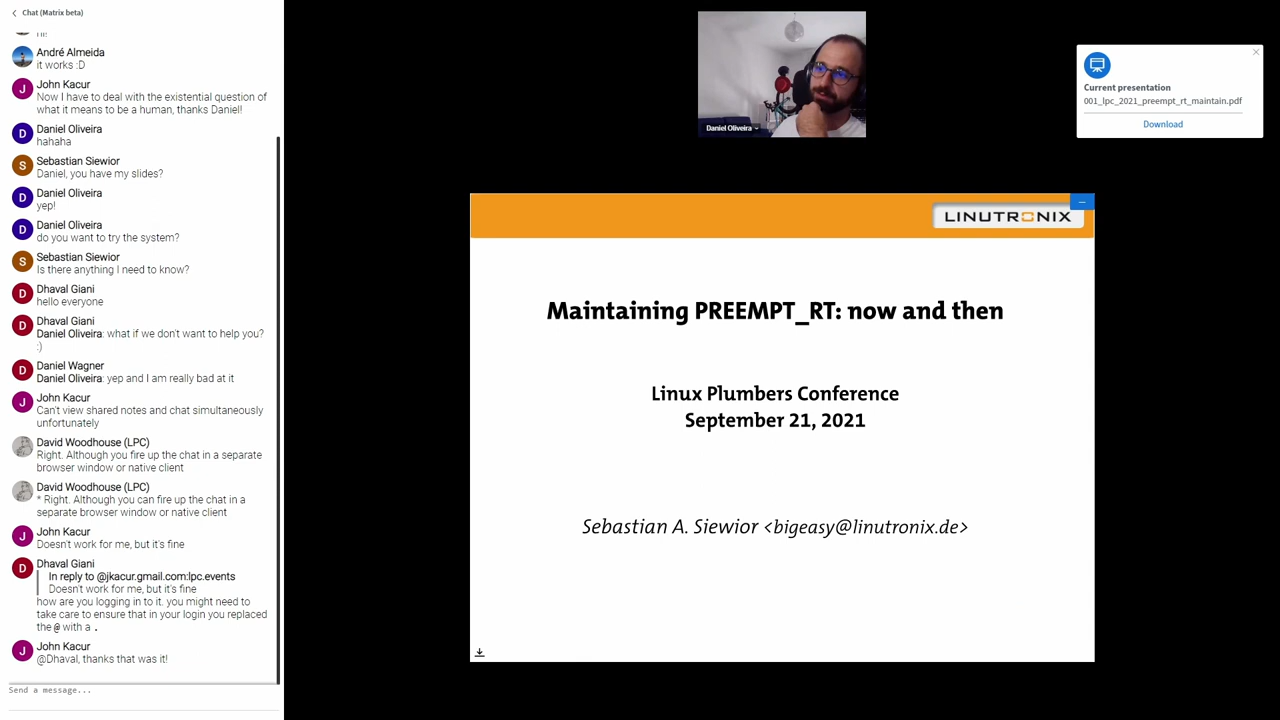 Chat (Matrix beta)
André Almeida
it works :D
John Kacur
Now I have to deal with the existential question of
what it means to be a human, thanks Daniel!
Daniel Oliveira
hahaha
Sebastian Siewior
Daniel, you have my slides?
Daniel Oliveira
yep!
Daniel Oliveira
do you want to try the system?
Sebastian Siewior
Is there anything I need to know?
Dhaval Giani
hello everyone
Dhaval Giani
Daniel Oliveira: what if we don't want to help you?
:)
Daniel Wagner
Daniel Oliveira: yep and I am really bad at it
John Kacur
Can't view shared notes and chat simultaneously
unfortunately
David Woodhouse (LPC)
Right. Although you fire up the chat in a separate
browser window or native client
David Woodhouse (LPC)
* Right. Although you can fire up the chat in a
separate browser window or native client
John Kacur
Doesn't work for me, but it's fine
Dhaval Giani
In reply to @jkacur.gmail.com:lpc.events
Doesn't work for me, but it's fine
how are you logging in to it. you might need to
take care to ensure that in your login you replaced
the @ with a .
John Kacur
@Dhaval, thanks that was it!
Send a message...
Daniel Oliveira
Current presentation
001_lpc_2021_preempt_rt_maintain.pdf
Download
LINUTRONIX
Maintaining PREEMPT_RT: now and then
Linux Plumbers Conference
September 21, 2021
Sebastian A. Siewior <bigeasy@linutronix.de>